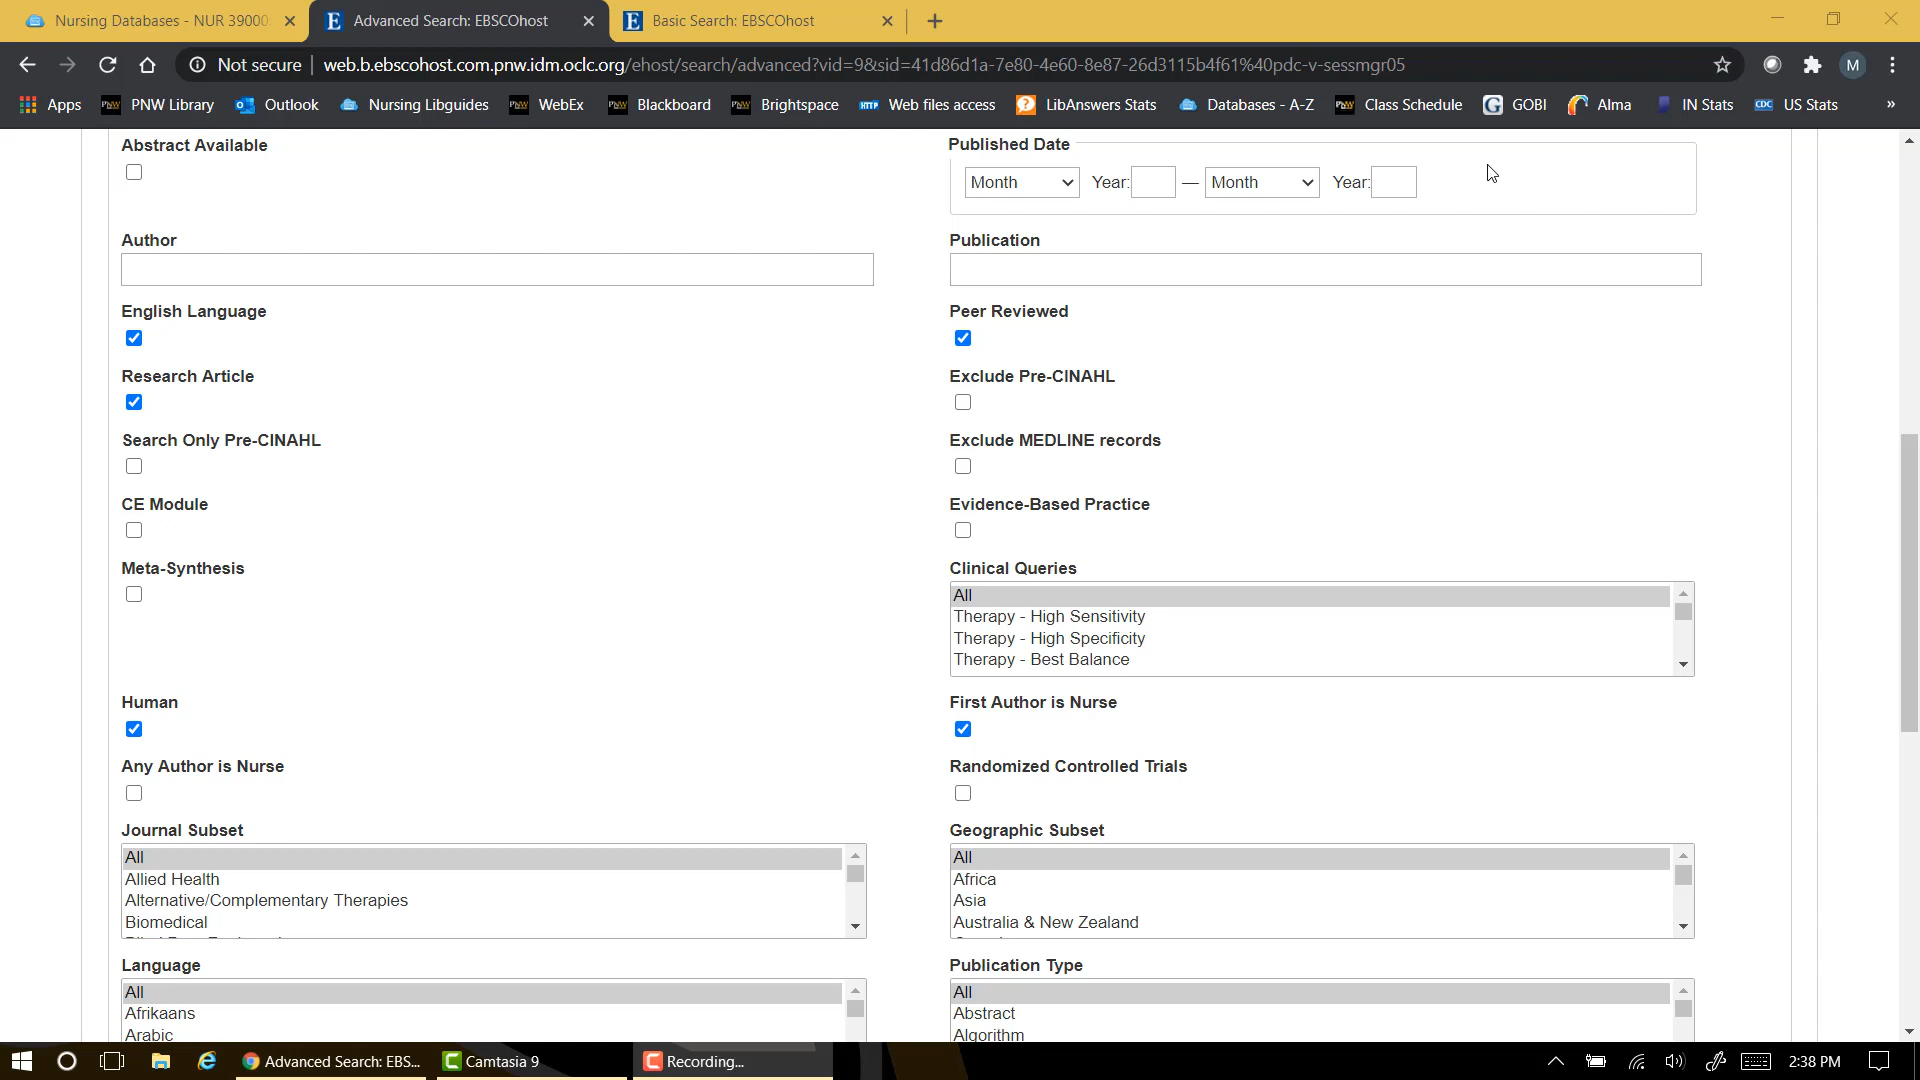 Nursing Databases - NUR 39000
Advanced Search: EBSCOhost
Basic Search: EBSCOhost
Not secure
web.b.ebscohost.com.pnw.idm.oclc.org/ehost/search/advanced?vid=9&sid=41d86d1a-7e80-4e60-8e87-26d3115b4f61%40pdc-v-sessmgr05
M
Apps
PNW PNW Library
Outlook
Nursing Libguides
PNW WebEx
PNW Blackboard
PNW Brightspace
HTTP Web files access
LibAnswers Stats
Databases - A-Z
PNW Class Schedule
G GOBI
Alma
IN Stats
CDC US Stats
»
Abstract Available
Published Date
Month Year: — Month Year:
Author
Publication
English Language
Peer Reviewed
Research Article
Exclude Pre-CINAHL
Search Only Pre-CINAHL
Exclude MEDLINE records
CE Module
Evidence-Based Practice
Meta-Synthesis
Clinical Queries
All
Therapy - High Sensitivity
Therapy - High Specificity
Therapy - Best Balance
Human
First Author is Nurse
Any Author is Nurse
Randomized Controlled Trials
Journal Subset
All
Allied Health
Alternative/Complementary Therapies
Biomedical
Geographic Subset
All
Africa
Asia
Australia & New Zealand
Language
All
Afrikaans
Arabic
Publication Type
All
Abstract
Algorithm
Advanced Search: EBS...
Camtasia 9
Recording...
2:38 PM